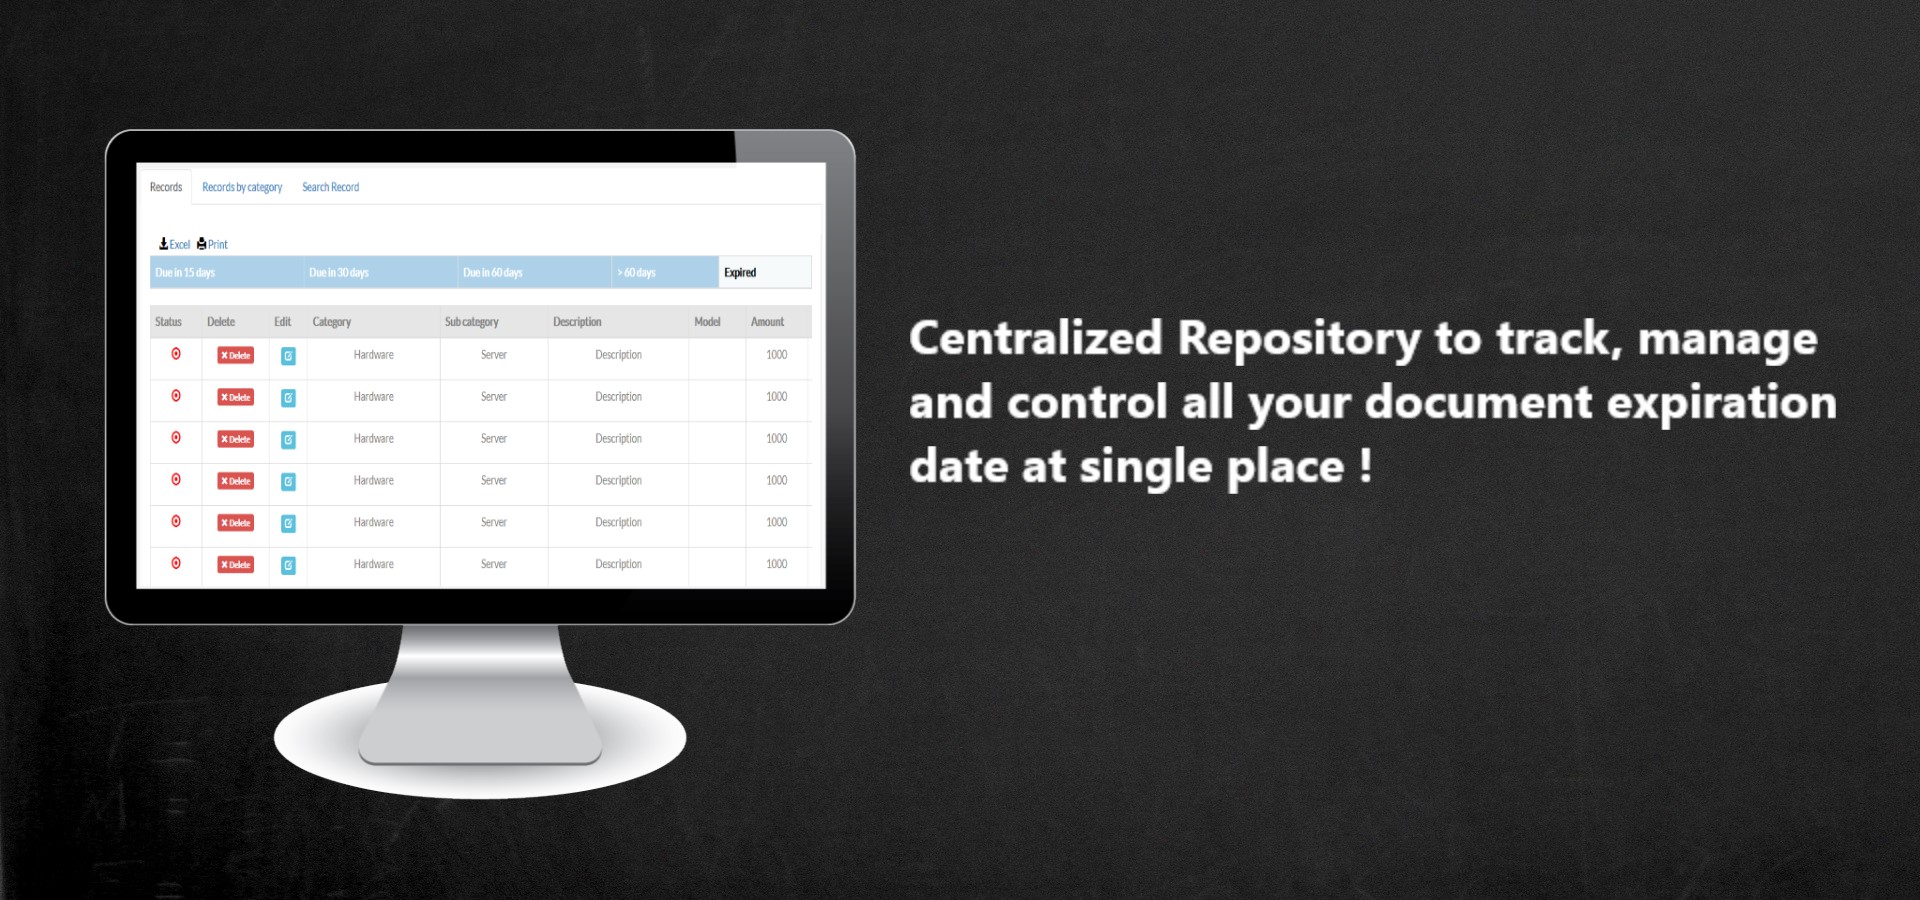 Records Records by category Search Record
Excel Print
Due in 15 days Due in 30 days Due in 60 days > 60 days Expired
Status Delete Edit Category Sub category Description Model Amount
Delete Hardware Server Description 1000
Delete Hardware Server Description 1000
Delete Hardware Server Description 1000
Delete Hardware Server Description 1000
Delete Hardware Server Description 1000
Delete Hardware Server Description 1000
Centralized Repository to track, manage
and control all your document expiration
date at single place !